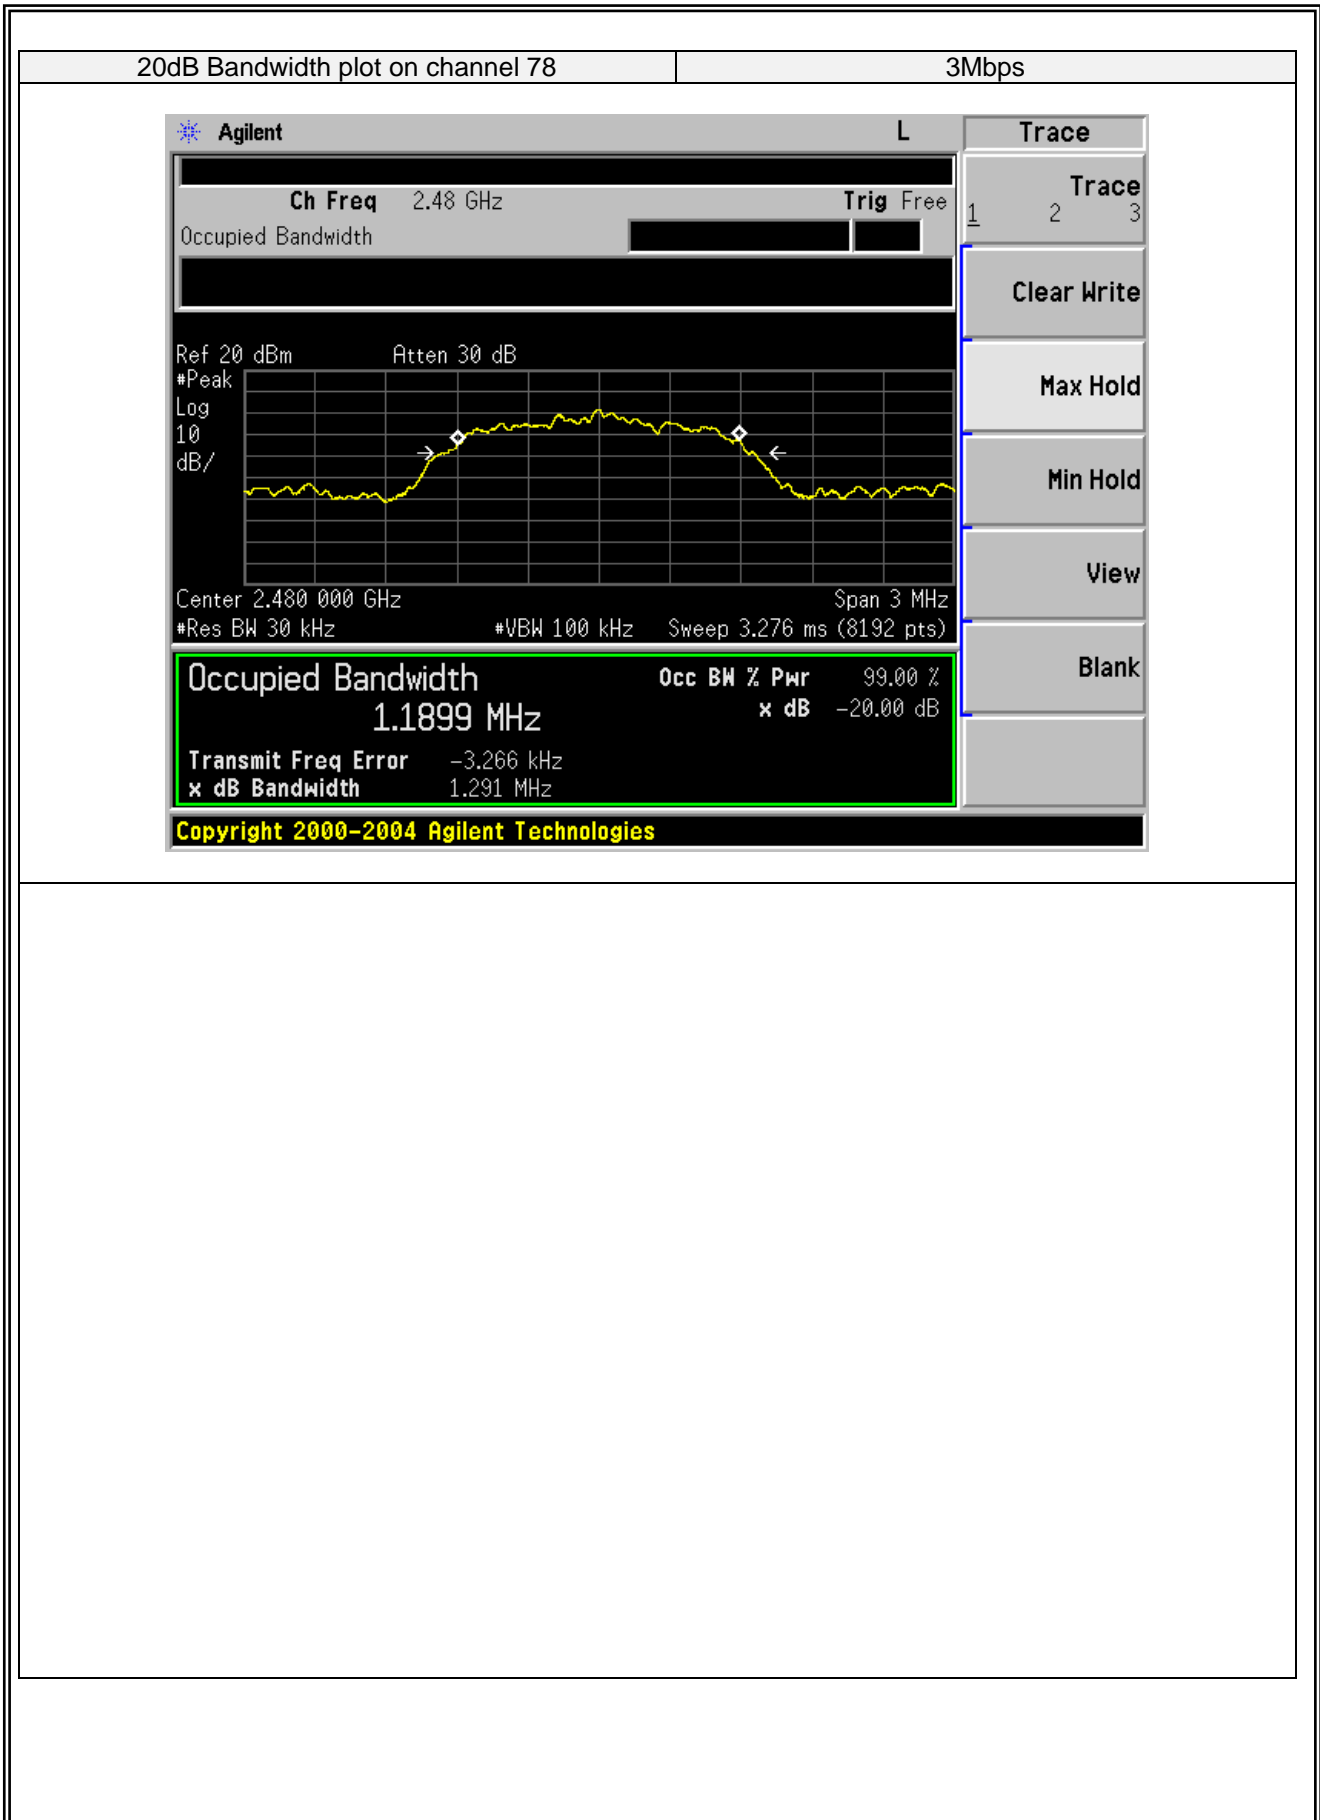 20dB Bandwidth plot on channel 78 3Mbps
Agilent L Trace
Ch Freq 2.48 GHz Trig Free
Trace
1 2 3
Occupied Bandwidth
Clear Write
Ref 20 dBm Atten 30 dB
#Peak
Log
10
dB/
Max Hold
Min Hold
View
Center 2.480 000 GHz Span 3 MHz
#Res BW 30 kHz #VBW 100 kHz Sweep 3.276 ms (8192 pts)
Occupied Bandwidth Occ BW % Pwr 99.00 %
1.1899 MHz x dB -20.00 dB
Blank
Transmit Freq Error -3.266 kHz
x dB Bandwidth 1.291 MHz
Copyright 2000-2004 Agilent Technologies